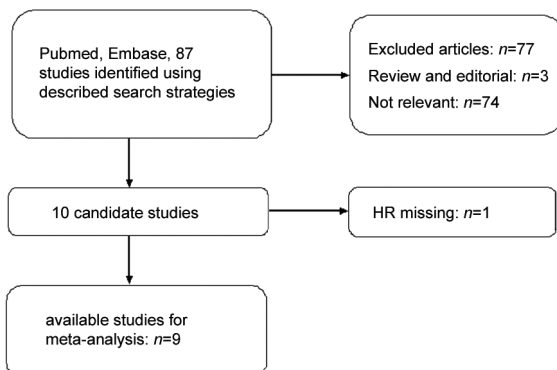 Pubmed, Embase, 87
studies identified using
described search strategies
Excluded articles: n=77
Review and editorial: n=3
Not relevant: n=74
10 candidate studies
HR missing: n=1
available studies for
meta-analysis: n=9